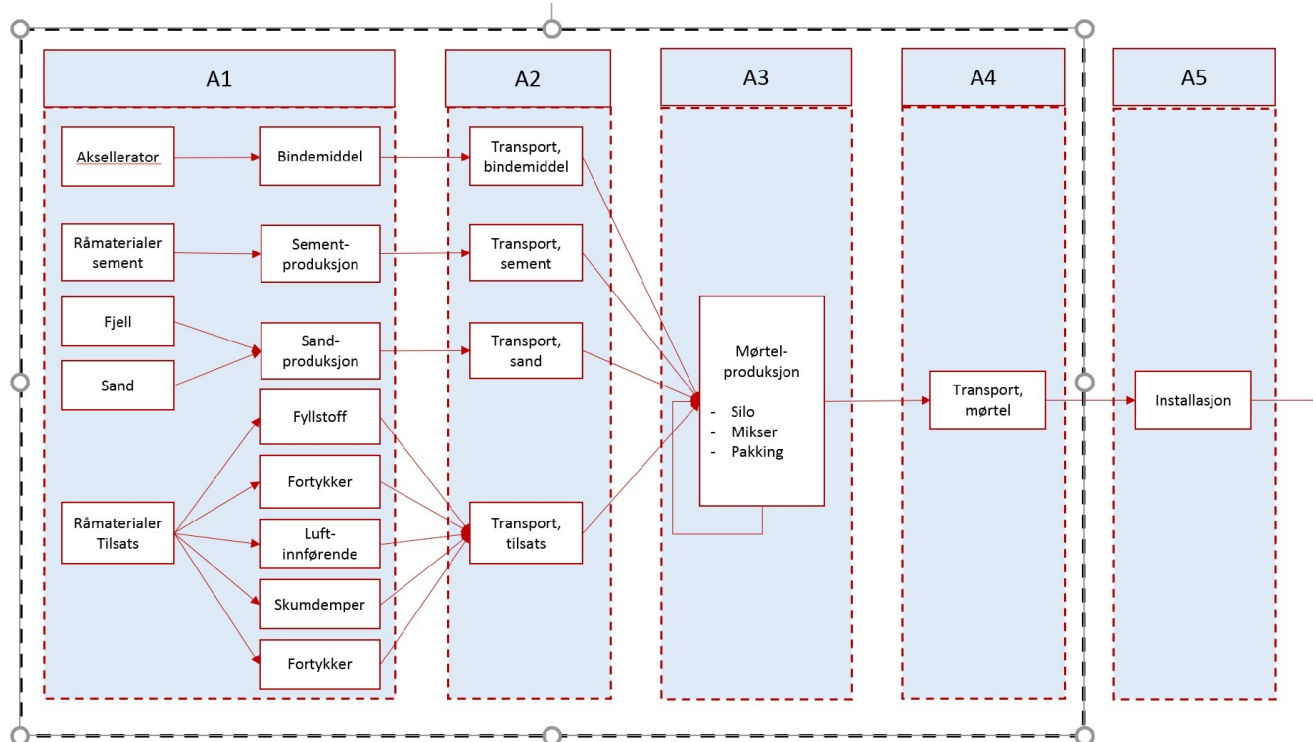 A1
A2
A3
A4
A5
Aksellerator
Bindemiddel
Transport,
bindemiddel
Råmaterialer
sement
Sement-
produksjon
Transport,
sement
Fjell
Sand
Sand-
produksjon
Transport,
sand
Fyllstoff
Fortykker
Råmaterialer
Tilsats
Luft-
innførende
Skumdemper
Fortykker
Transport,
tilsats
Mørtel-
produksjon
- Silo
- Mikser
- Pakking
Transport,
mørtel
Installasjon